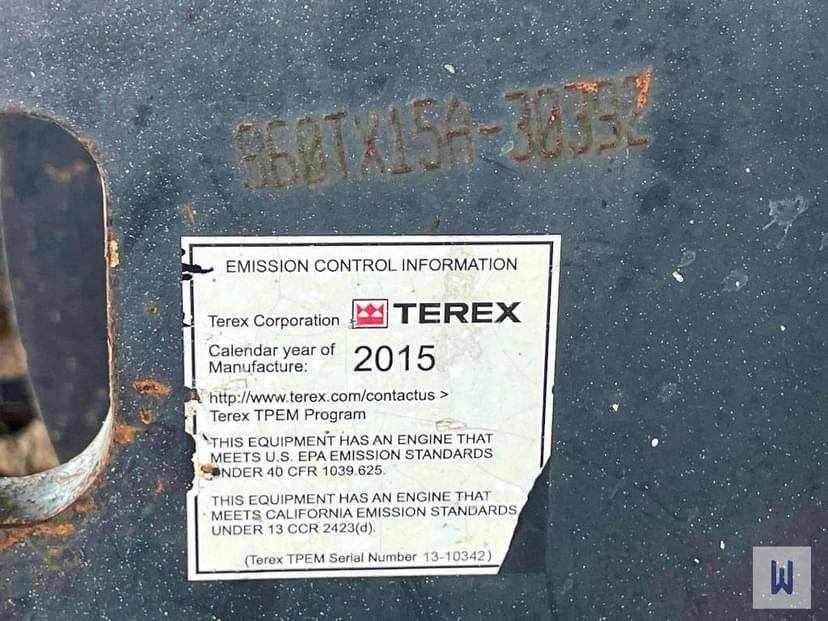 S60TX15A-30392
EMISSION CONTROL INFORMATION
Terex Corporation TEREX
Calendar year of
Manufacture: 2015
http://www.terex.com/contactus >
Terex TPEM Program
THIS EQUIPMENT HAS AN ENGINE THAT
MEETS U.S. EPA EMISSION STANDARDS
UNDER 40 CFR 1039.625.
THIS EQUIPMENT HAS AN ENGINE THAT
MEETS CALIFORNIA EMISSION STANDARDS
UNDER 13 CCR 2423(d).
(Terex TPEM Serial Number 13-10342)
W